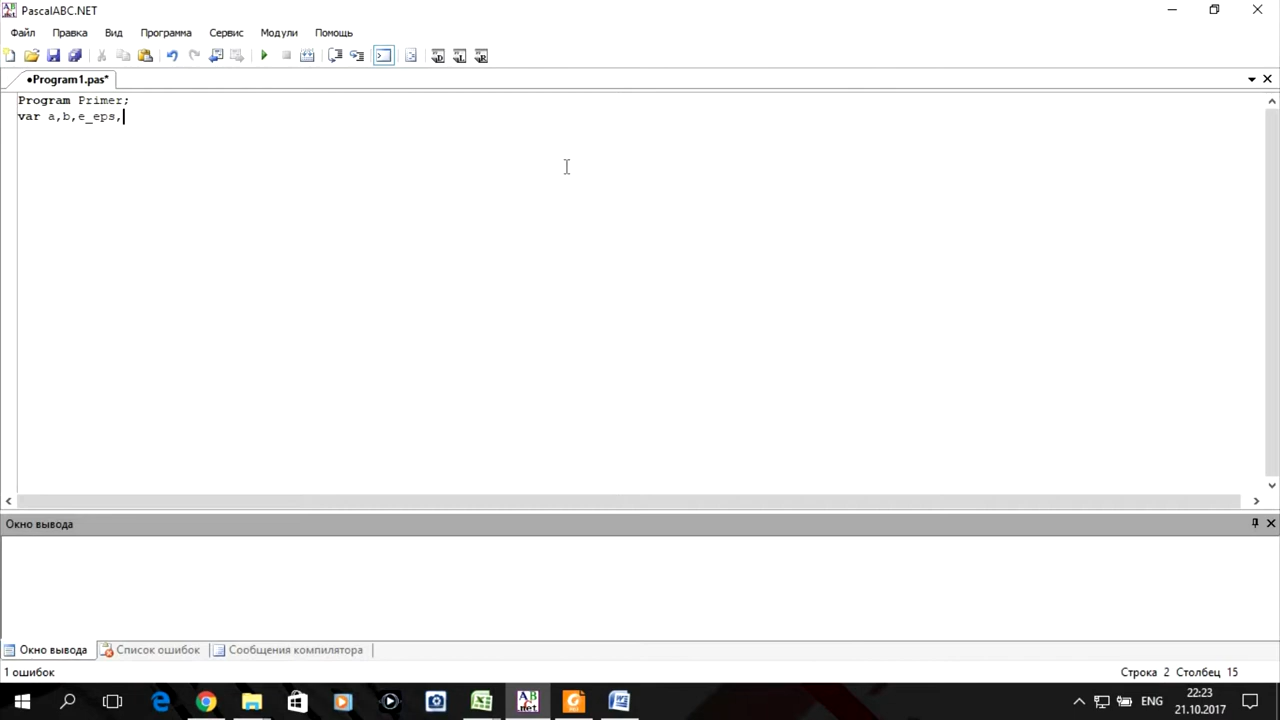 PascalABC.NET
Файл Правка Вид Программа Сервис Модули Помощь
•Program1.pas*
Program Primer;
var a,b,e_eps,
Окно вывода
Окно вывода Список ошибок Сообщения компилятора
1 ошибок Строка 2 Столбец 15
ENG 22:23
21.10.2017